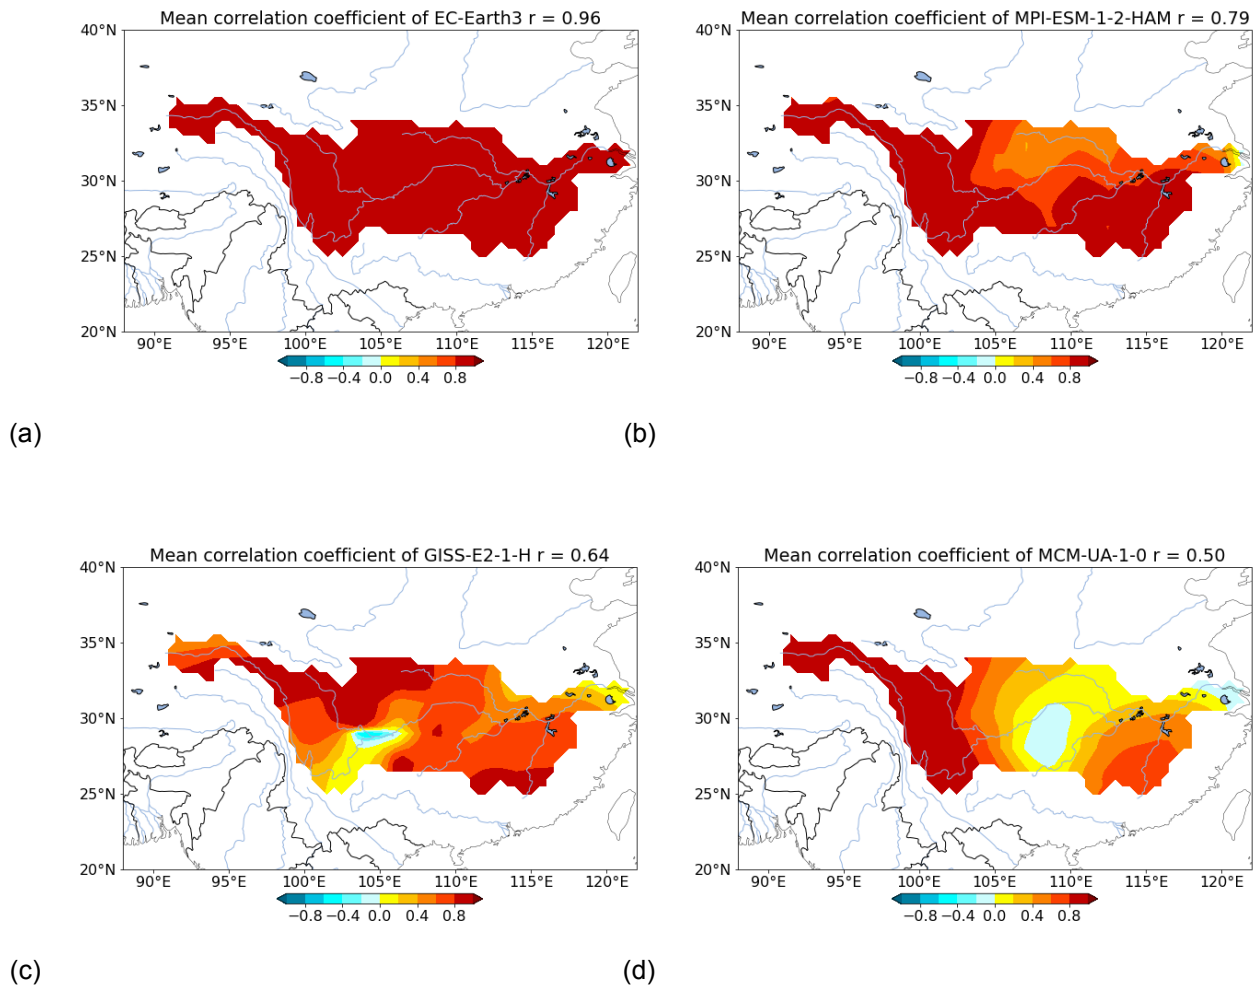 Mean correlation coefficient of EC-Earth3 r = 0.96
40°N
35°N
30°N
25°N
20°N
90°E 95°E 100°E 105°E 110°E 115°E 120°E
−0.8 −0.4 0.0 0.4 0.8
(a)
Mean correlation coefficient of MPI-ESM-1-2-HAM r = 0.79
40°N
35°N
30°N
25°N
20°N
90°E 95°E 100°E 105°E 110°E 115°E 120°E
−0.8 −0.4 0.0 0.4 0.8
(b)
Mean correlation coefficient of GISS-E2-1-H r = 0.64
40°N
35°N
30°N
25°N
20°N
90°E 95°E 100°E 105°E 110°E 115°E 120°E
−0.8 −0.4 0.0 0.4 0.8
(c)
Mean correlation coefficient of MCM-UA-1-0 r = 0.50
40°N
35°N
30°N
25°N
20°N
90°E 95°E 100°E 105°E 110°E 115°E 120°E
−0.8 −0.4 0.0 0.4 0.8
(d)